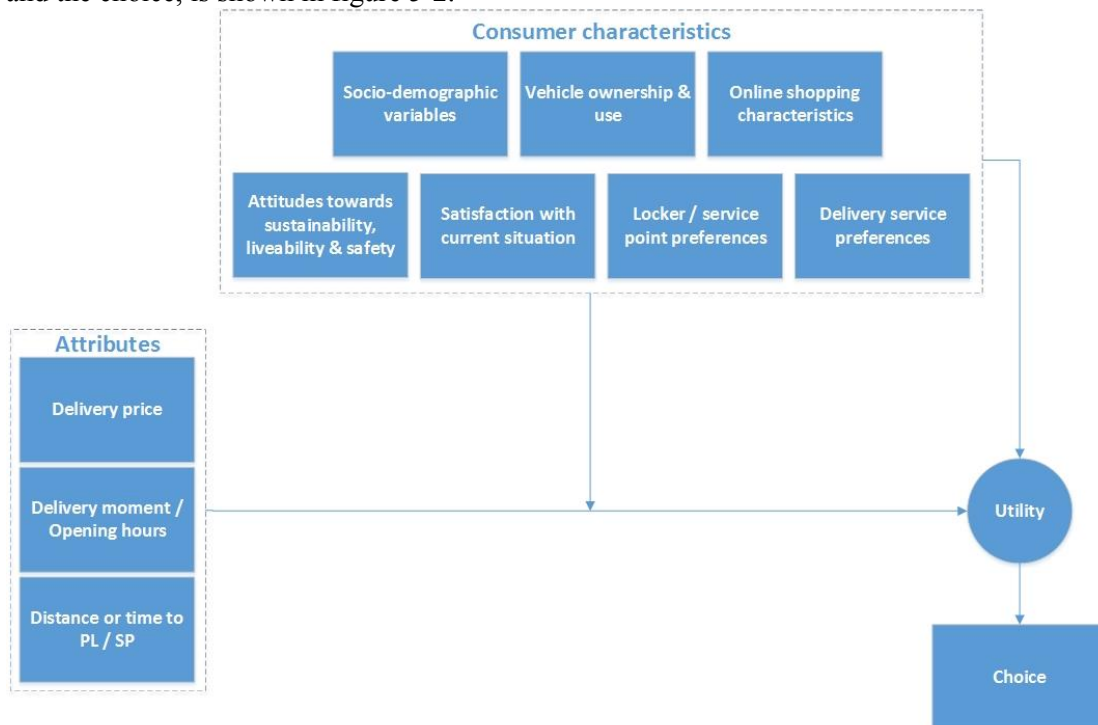 and the choice, is shown in figure 3-2.
Consumer characteristics
Socio-demographic
variables
Vehicle ownership &
use
Online shopping
characteristics
Attitudes towards
sustainability,
liveability & safety
Satisfaction with
current situation
Locker / service
point preferences
Delivery service
preferences
Attributes
Delivery price
Delivery moment /
Opening hours
Distance or time to
PL / SP
Utility
Choice